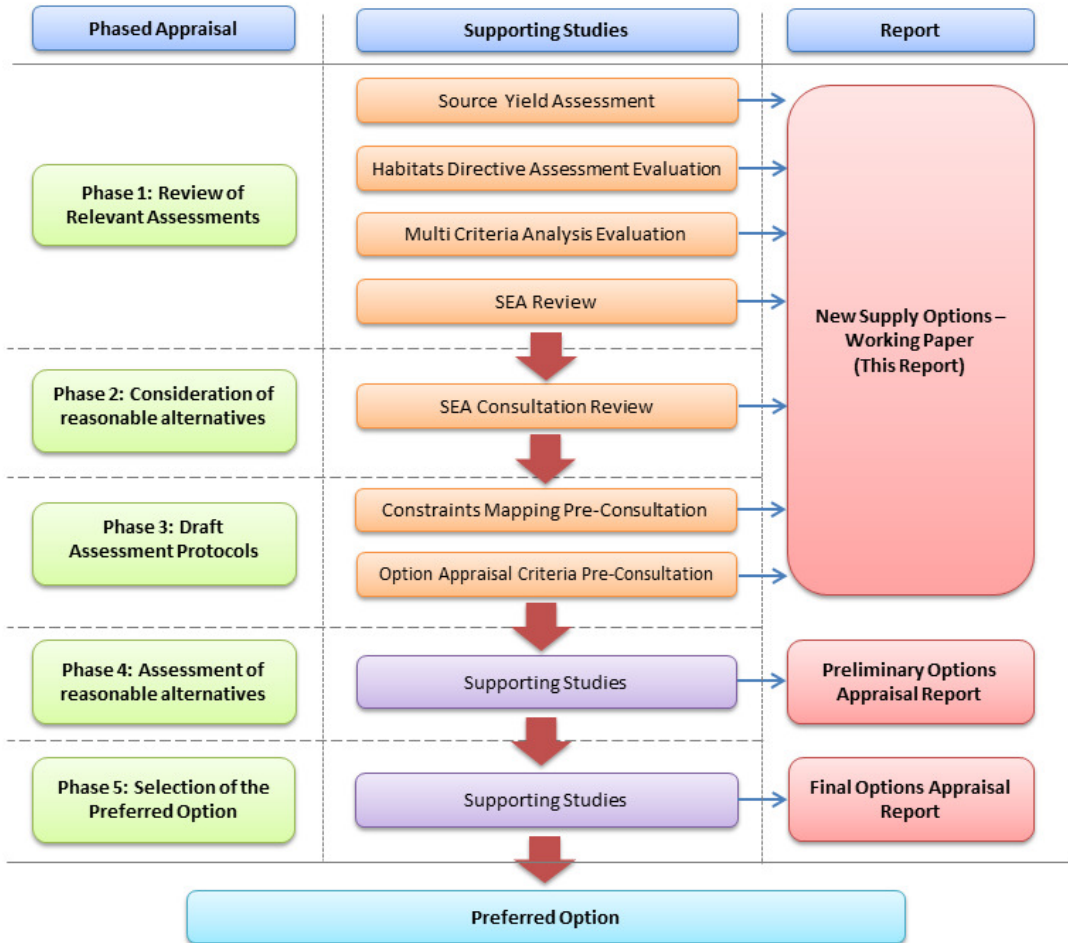 Phased Appraisal
Supporting Studies
Report
Source Yield Assessment
Habitats Directive Assessment Evaluation
Phase 1: Review of
Relevant Assessments
Multi Criteria Analysis Evaluation
SEA Review
New Supply Options –
Working Paper
(This Report)
Phase 2: Consideration of
reasonable alternatives
SEA Consultation Review
Phase 3: Draft
Assessment Protocols
Constraints Mapping Pre-Consultation
Option Appraisal Criteria Pre-Consultation
Phase 4: Assessment of
reasonable alternatives
Supporting Studies
Preliminary Options
Appraisal Report
Phase 5: Selection of the
Preferred Option
Supporting Studies
Final Options Appraisal
Report
Preferred Option